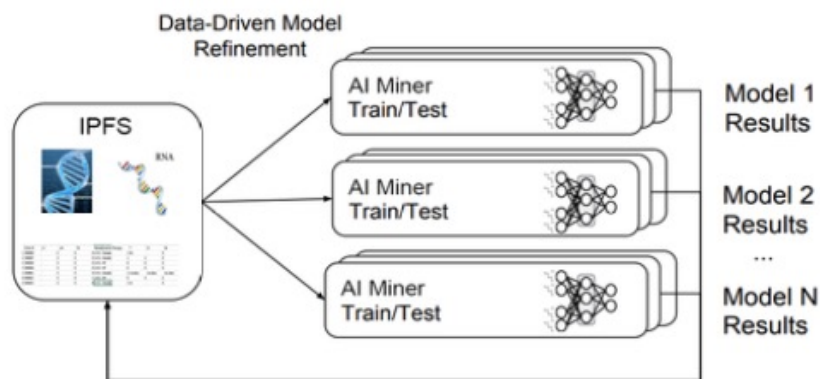 Data-Driven Model
Refinement
IPFS
RNA
AI Miner
Train/Test
Model 1
Results
AI Miner
Train/Test
Model 2
Results
...
AI Miner
Train/Test
Model N
Results